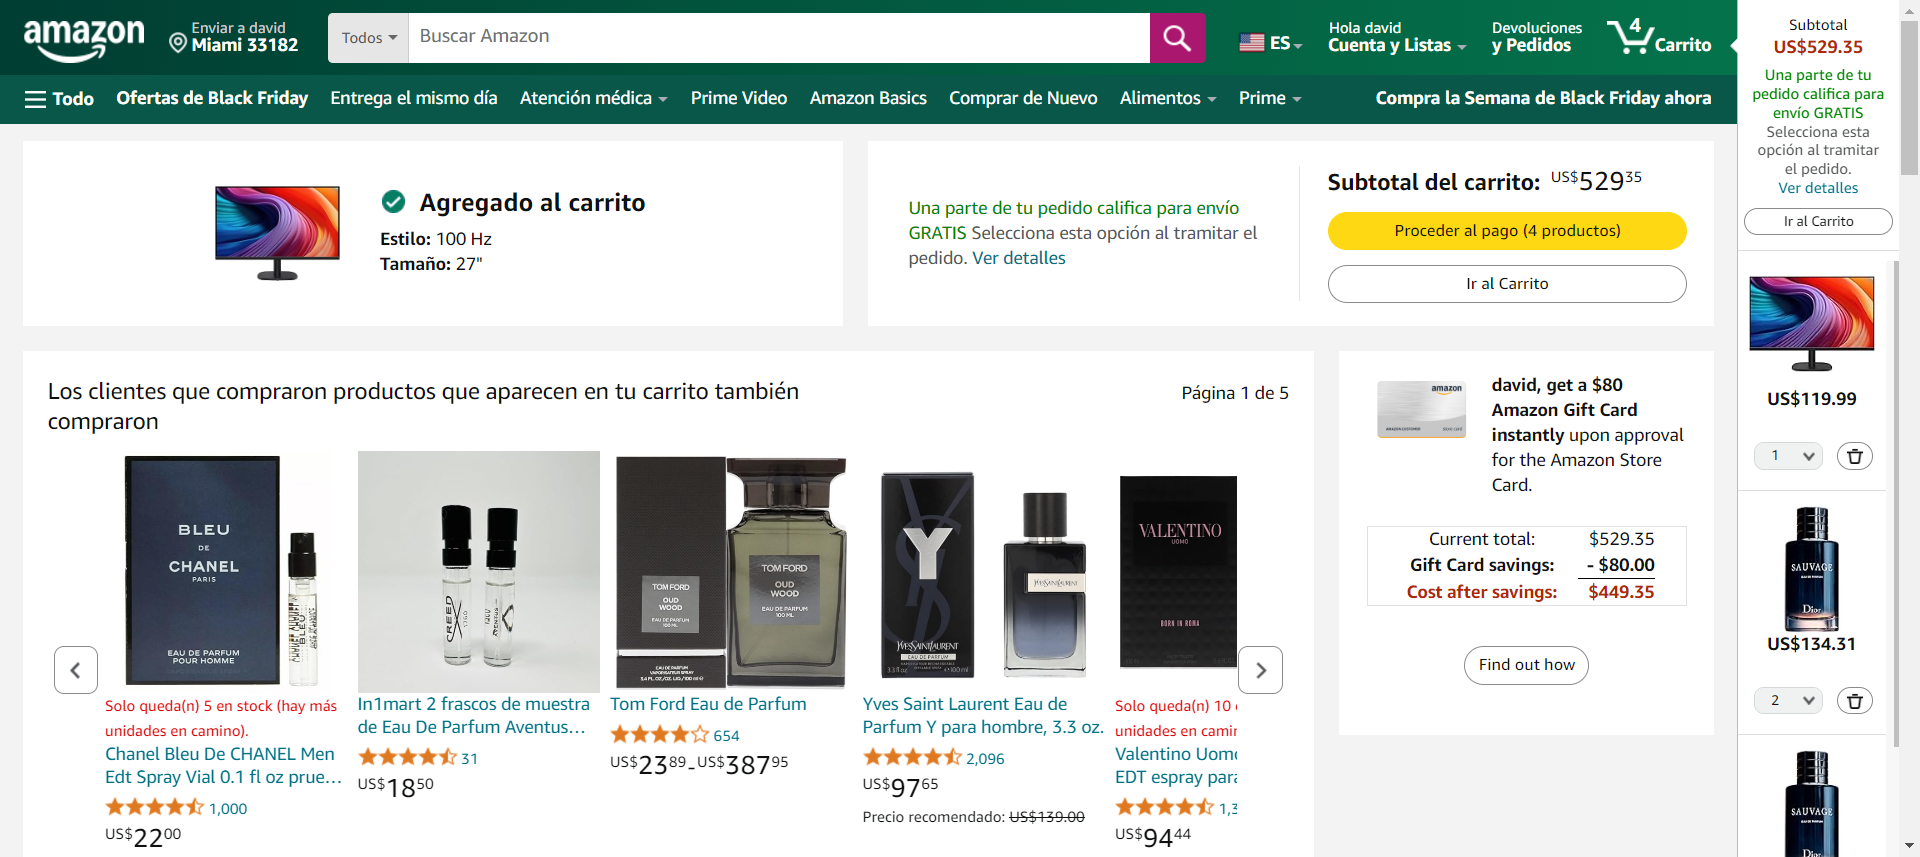 amazon
Enviar a david
Miami 33182
Todos
Buscar Amazon
ES
Hola david
Cuenta y Listas
Devoluciones
y Pedidos
4
Carrito
Todo
Ofertas de Black Friday
Entrega el mismo día
Atención médica
Prime Video
Amazon Basics
Comprar de Nuevo
Alimentos
Prime
Compra la Semana de Black Friday ahora
Agregado al carrito
Estilo: 100 Hz
Tamaño: 27"
Una parte de tu pedido califica para envío
GRATIS Selecciona esta opción al tramitar el
pedido. Ver detalles
Subtotal del carrito: US$529.35
Proceder al pago (4 productos)
Ir al Carrito
Los clientes que compraron productos que aparecen en tu carrito también
compraron
Página 1 de 5
BLEU
DE
CHANEL
PARIS
EAU DE PARFUM
POUR HOMME
Solo queda(n) 5 en stock (hay más
unidades en camino).
Chanel Bleu De CHANEL Men
Edt Spray Vial 0.1 fl oz prue…
1,000
US$22.00
CREED
In1mart 2 frascos de muestra
de Eau De Parfum Aventus…
31
US$18.50
TOM FORD
OUD
WOOD
EAU DE PARFUM
100 ML
TOM FORD
OUD
WOOD
EAU DE PARFUM
100 ML
Tom Ford Eau de Parfum
654
US$23.89-US$387.95
Y
YVESSAINTLAURENT
EAU DE PARFUM
YVESSAINTLAURENT
Yves Saint Laurent Eau de
Parfum Y para hombre, 3.3 oz.
2,096
US$97.65
Precio recomendado: US$139.00
VALENTINO
UOMO
BORN IN ROMA
Solo queda(n) 10
unidades en camin
Valentino Uomo
EDT espray para
US$94.44
amazon
david, get a $80
Amazon Gift Card
instantly upon approval
for the Amazon Store
Card.
Current total: $529.35
Gift Card savings: - $80.00
Cost after savings: $449.35
Find out how
Subtotal
US$529.35
Una parte de tu
pedido califica para
envío GRATIS
Selecciona esta
opción al tramitar
el pedido.
Ver detalles
Ir al Carrito
US$119.99
1
SAUVAGE
Dior
US$134.31
2
SAUVAGE
Dior